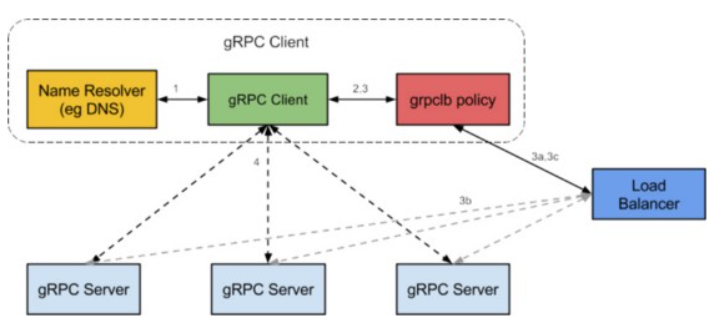 gRPC Client
Name Resolver
(eg DNS)
1
gRPC Client
2,3
grpclb policy
4
3a,3c
3b
Load
Balancer
gRPC Server
gRPC Server
gRPC Server